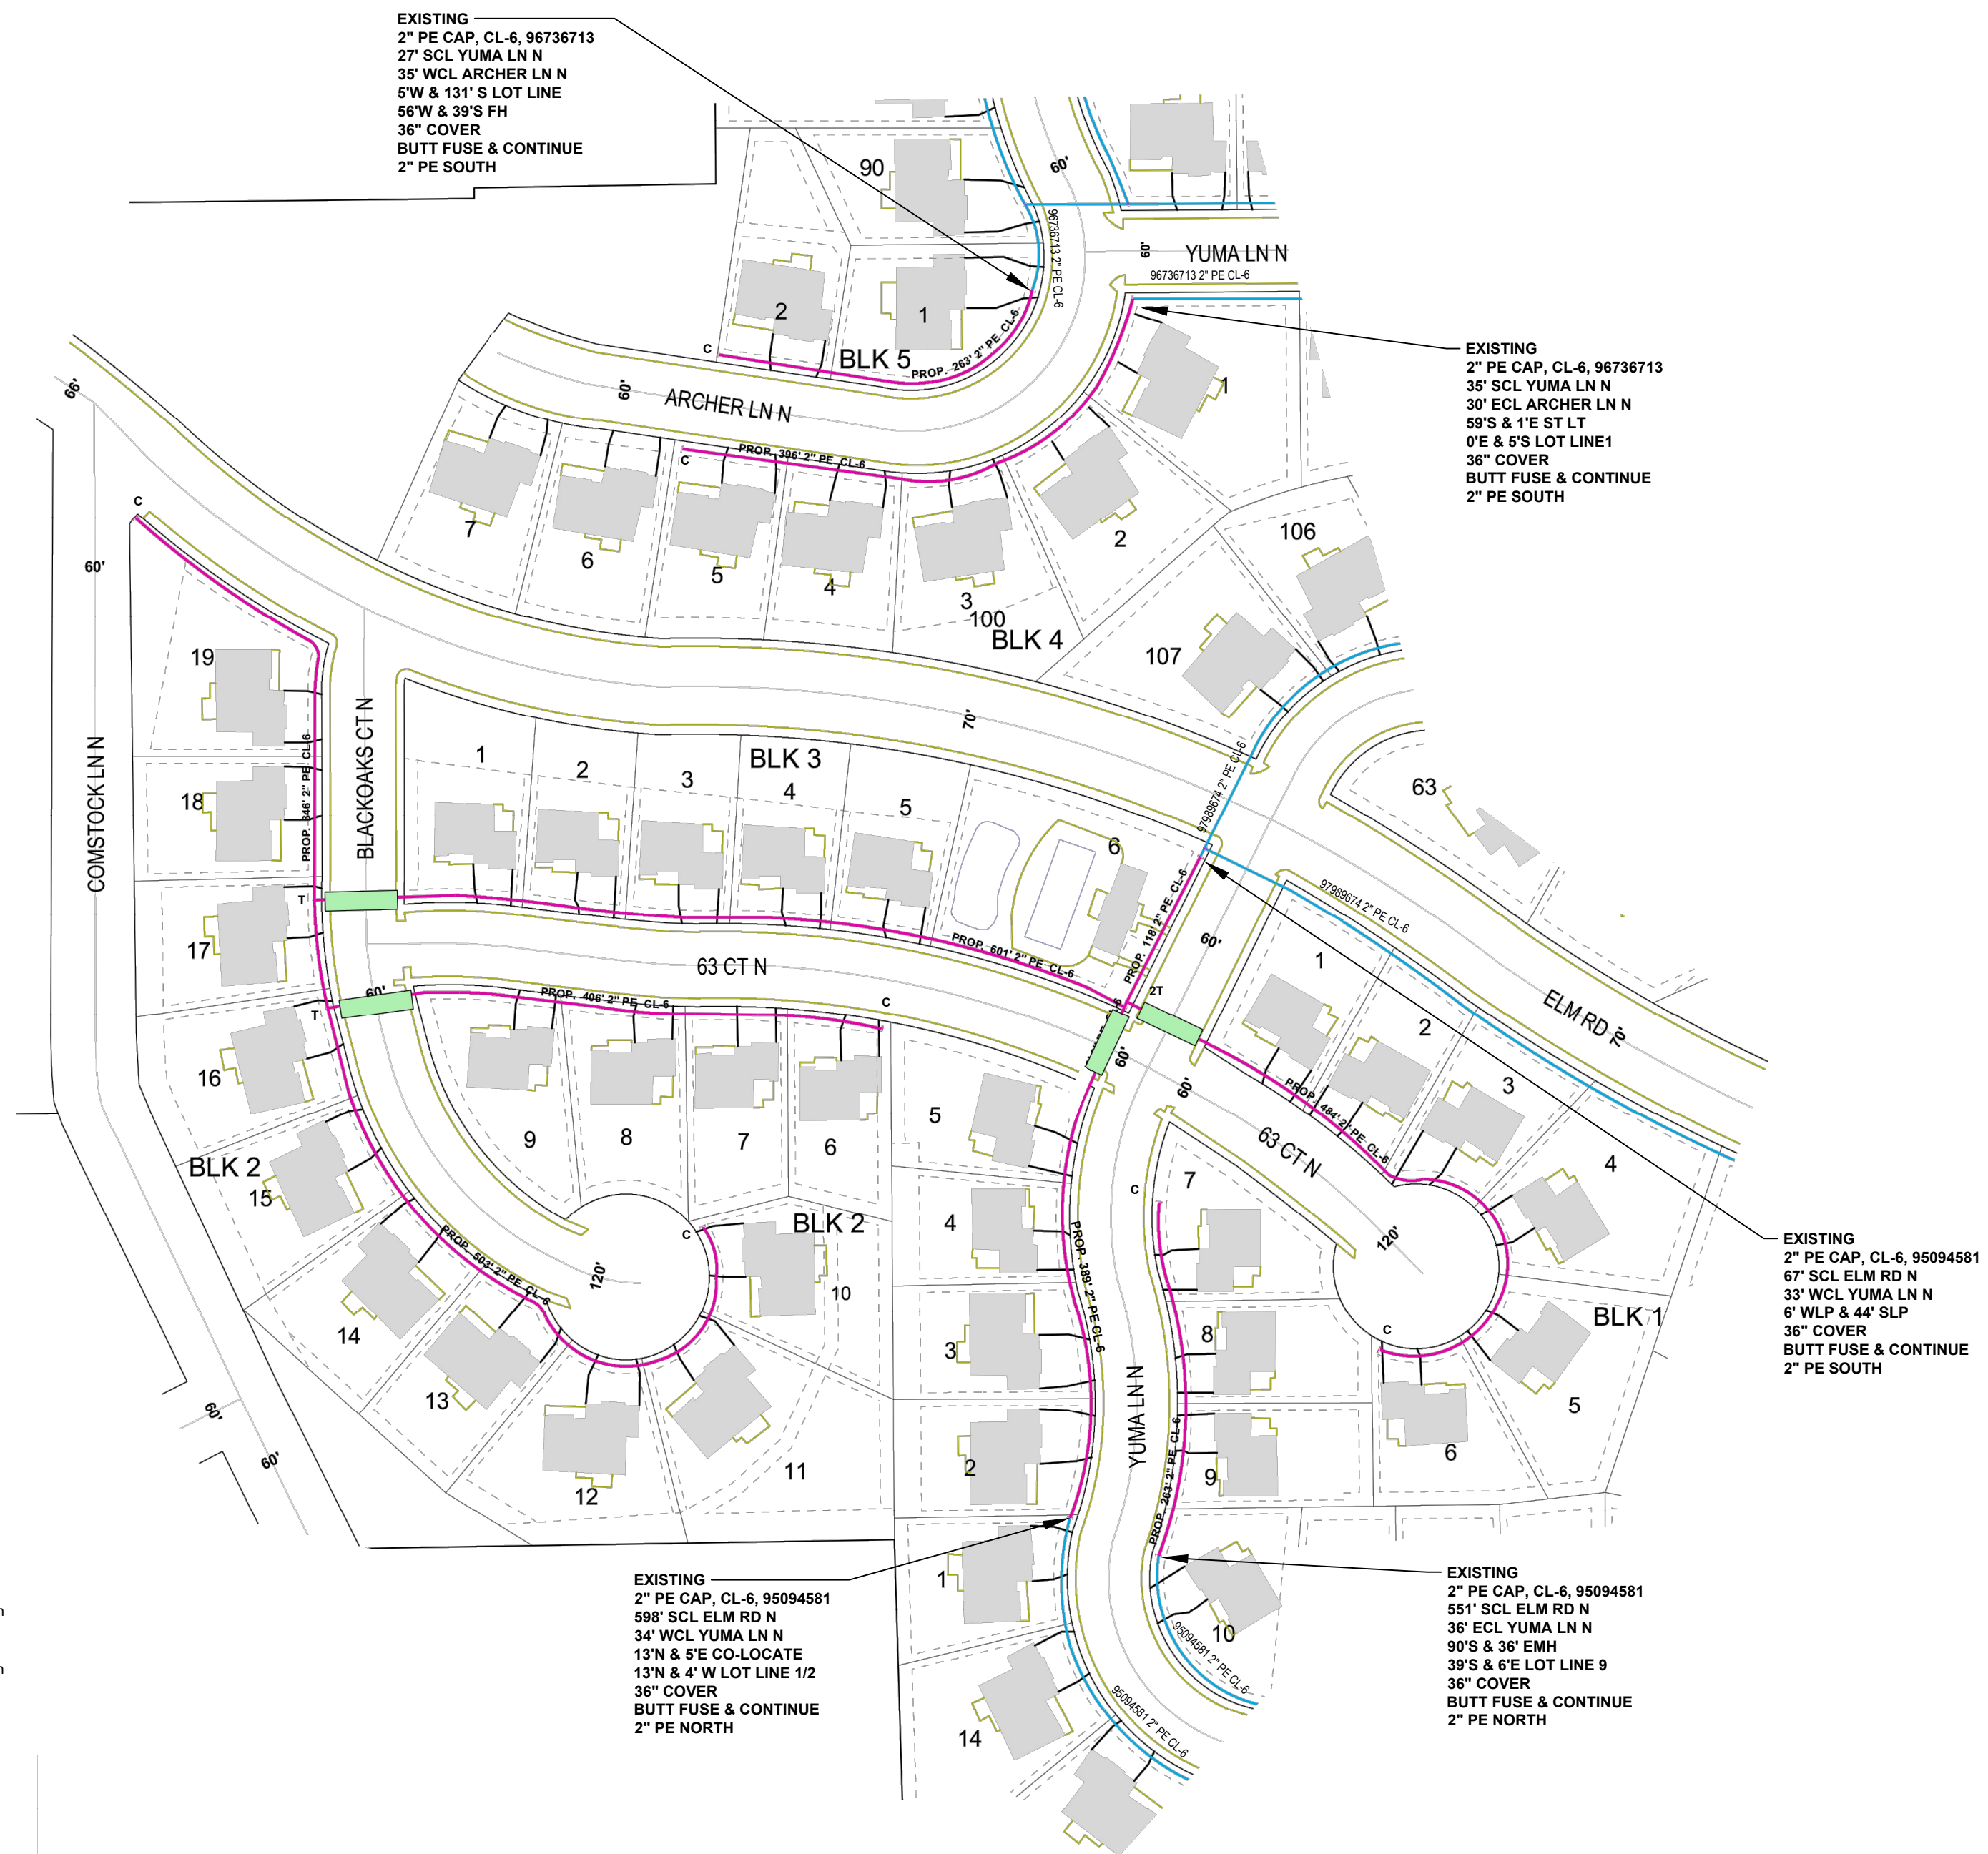 EXISTING
2" PE CAP, CL-6, 96736713
27' SCL YUMA LN N
35' WCL ARCHER LN N
5'W & 131' S LOT LINE
56'W & 39'S FH
36" COVER
BUTT FUSE & CONTINUE
2" PE SOUTH
90
60'
96736713 2" PE CL-6
60'
YUMA LN N
96736713 2" PE CL-6
2
1
C
BLK 5
PROP. 263' 2" PE CL-6
EXISTING
2" PE CAP, CL-6, 96736713
35' SCL YUMA LN N
30' ECL ARCHER LN N
59'S & 1'E ST LT
0'E & 5'S LOT LINE1
36" COVER
BUTT FUSE & CONTINUE
2" PE SOUTH
66'
60'
ARCHER LN N
1
PROP. 396' 2" PE CL-6
C
7
6
5
4
3
2
100
BLK 4
106
107
C
60'
COMSTOCK LN N
19
18
17
16
BLK 2
15
14
13
12
11
10
BLACKOAKS CT N
PROP. 846' 2" PE CL-6
T
T
60'
1
2
3
BLK 3
4
5
6
70'
97989674 2" PE CL-6
63
97989674 2" PE CL-6
PROP. 118' 2" PE CL-6
PROP. 601' 2" PE CL-6
63 CT N
PROP. 406' 2" PE CL-6
C
2T
60'
60'
60'
ELM RD
70'
1
2
3
4
PROP. 484' 2" PE CL-6
63 CT N
9
8
7
6
5
BLK 2
C
120'
PROP. 503' 2" PE CL-6
4
3
2
1
14
PROP. 389' 2" PE CL-6
YUMA LN N
C
7
8
9
10
PROP. 263' 2" PE CL-6
120'
C
BLK 1
5
6
60'
60'
EXISTING
2" PE CAP, CL-6, 95094581
67' SCL ELM RD N
33' WCL YUMA LN N
6' WLP & 44' SLP
36" COVER
BUTT FUSE & CONTINUE
2" PE SOUTH
EXISTING
2" PE CAP, CL-6, 95094581
598' SCL ELM RD N
34' WCL YUMA LN N
13'N & 5'E CO-LOCATE
13'N & 4' W LOT LINE 1/2
36" COVER
BUTT FUSE & CONTINUE
2" PE NORTH
EXISTING
2" PE CAP, CL-6, 95094581
551' SCL ELM RD N
36' ECL YUMA LN N
90'S & 36' EMH
39'S & 6'E LOT LINE 9
36" COVER
BUTT FUSE & CONTINUE
2" PE NORTH
95094581 2" PE CL-6
95094581 2" PE CL-6